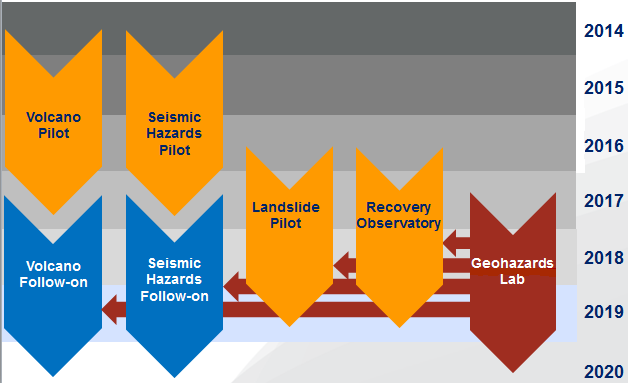 2014
2015
Volcano
Pilot
Seismic
Hazards
Pilot
2016
Landslide
Pilot
Recovery
Observatory
2017
Volcano
Follow-on
Seismic
Hazards
Follow-on
Geohazards
Lab
2018
2019
2020